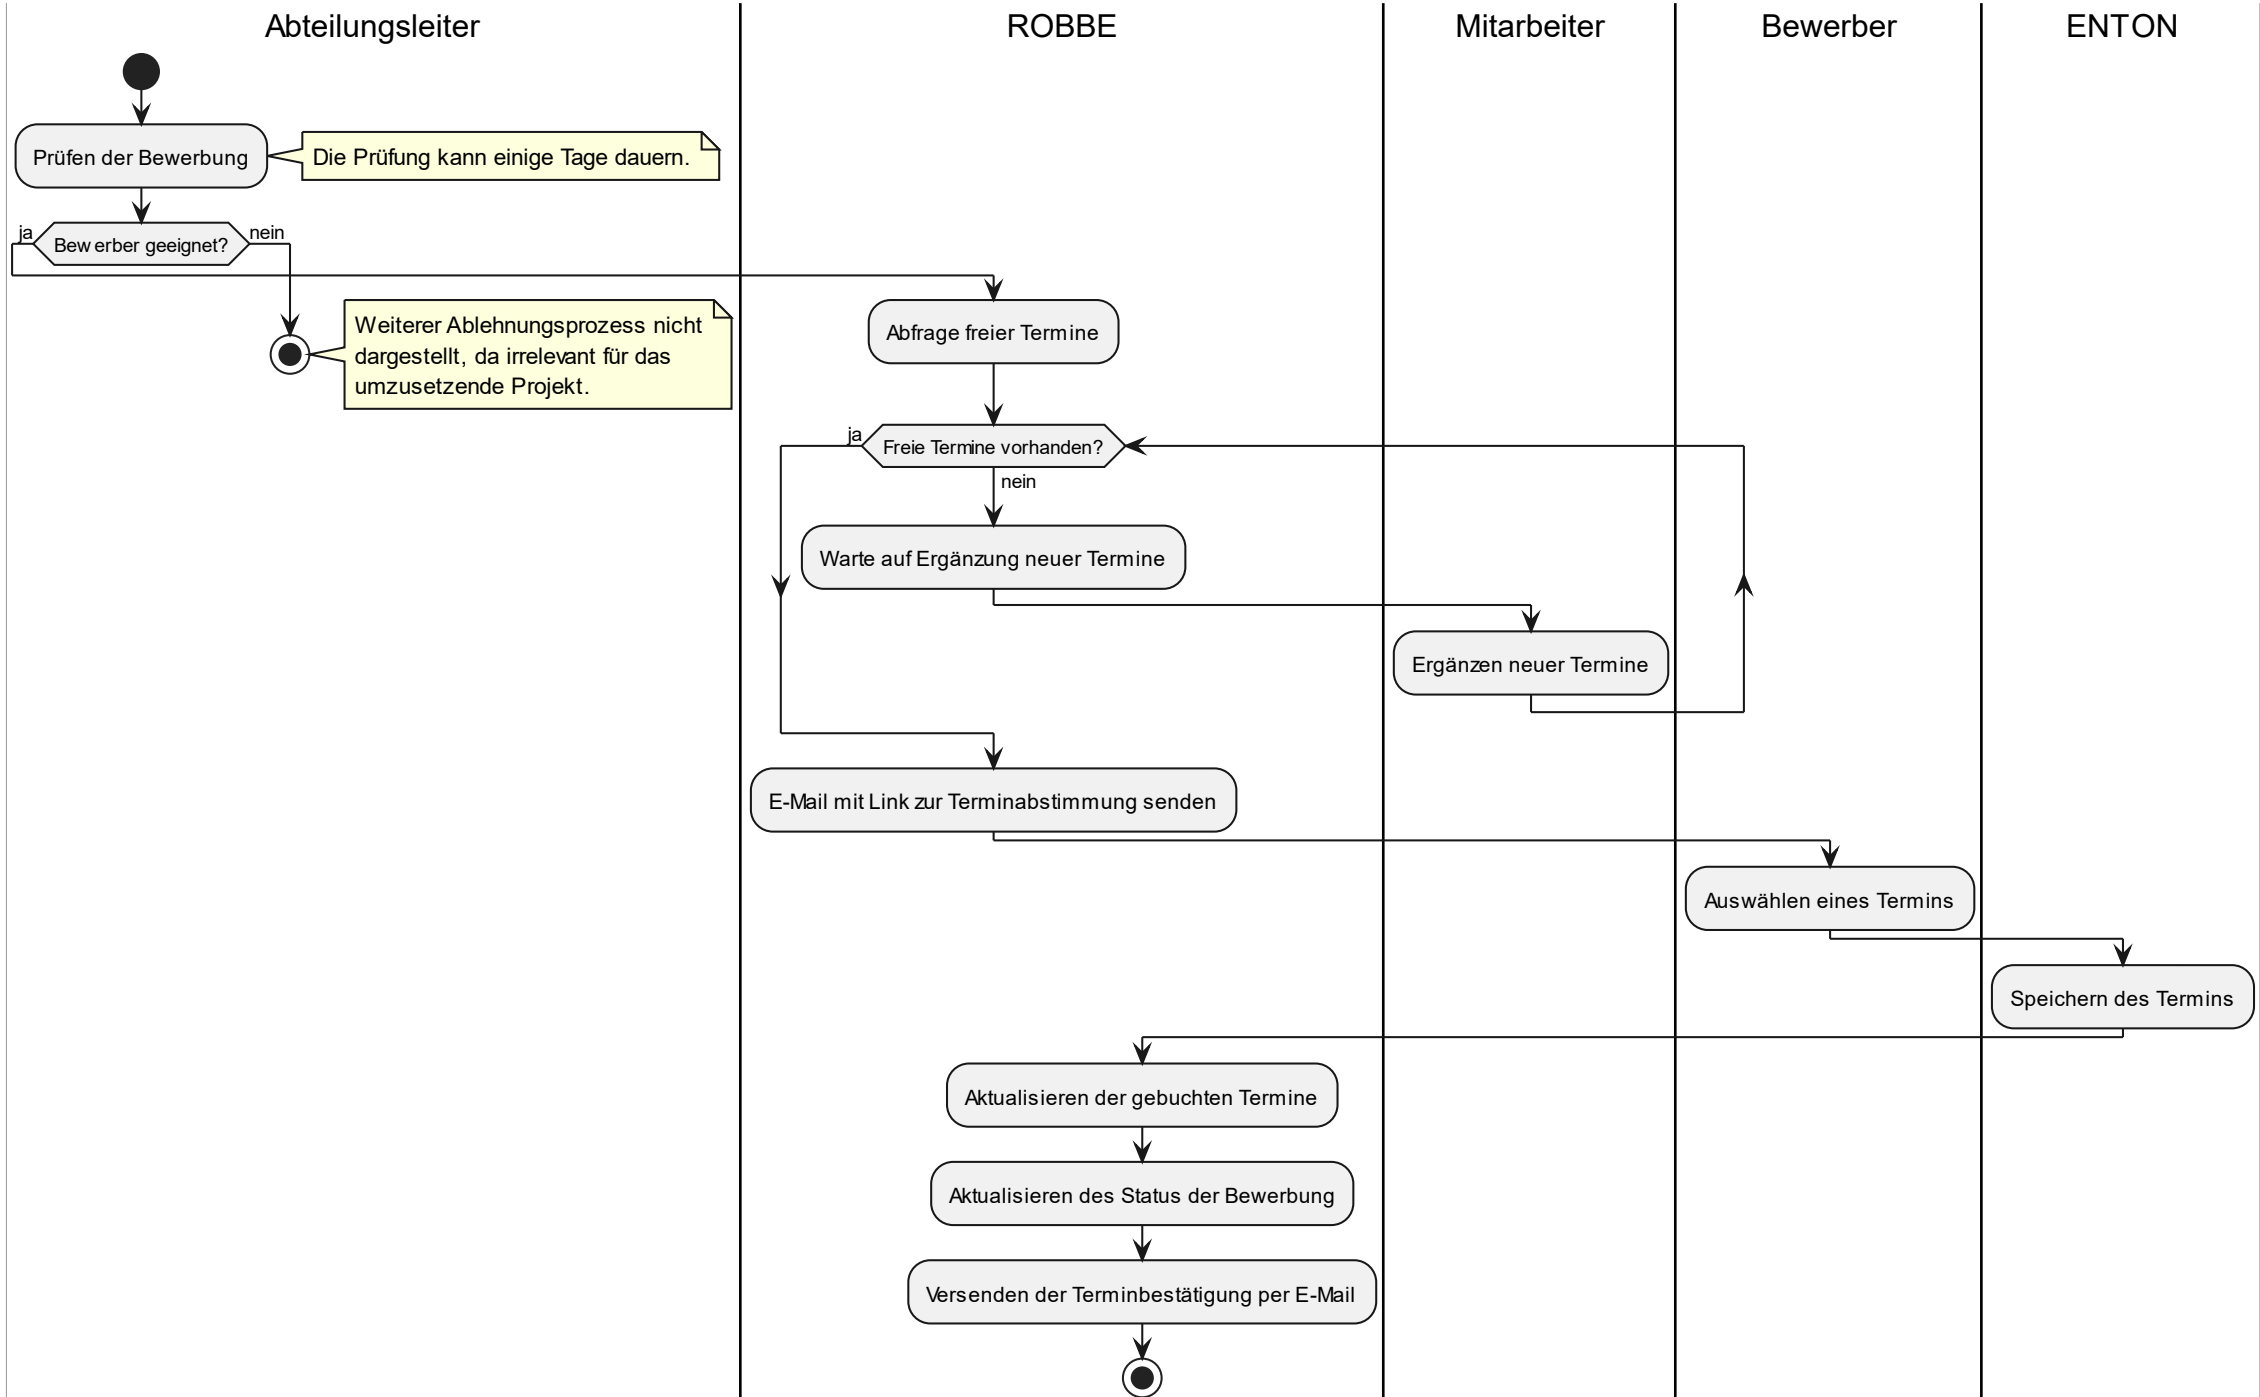 Abteilungsleiter
ROBBE
Mitarbeiter
Bewerber
ENTON
Prüfen der Bewerbung
Die Prüfung kann einige Tage dauern.
ja
Bewerber geeignet?
nein
Weiterer Ablehnungsprozess nicht
dargestellt, da irrelevant für das
umzusetzende Projekt.
Abfrage freier Termine
ja
Freie Termine vorhanden?
nein
Warte auf Ergänzung neuer Termine
Ergänzen neuer Termine
E-Mail mit Link zur Terminabstimmung senden
Auswählen eines Termins
Speichern des Termins
Aktualisieren der gebuchten Termine
Aktualisieren des Status der Bewerbung
Versenden der Terminbestätigung per E-Mail